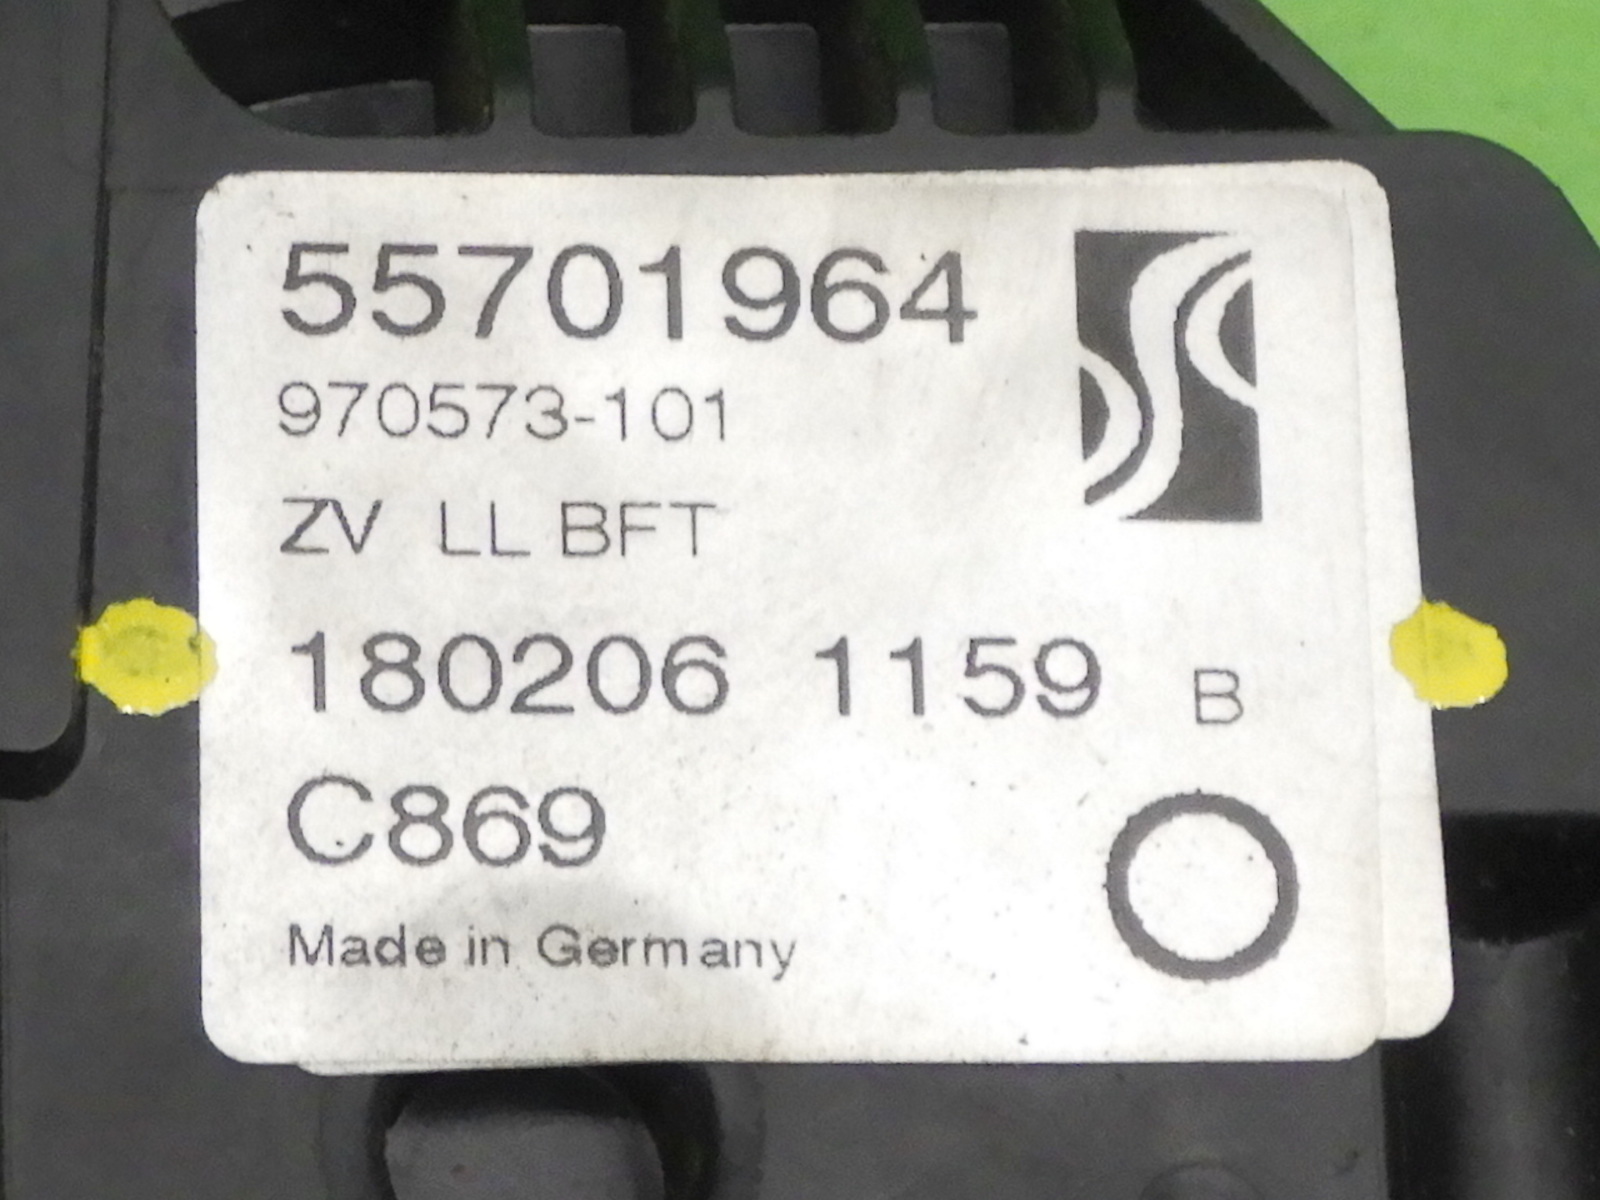 55701964
970573-101
ZV LL BFT
180206 1159 B
C869
Made in Germany